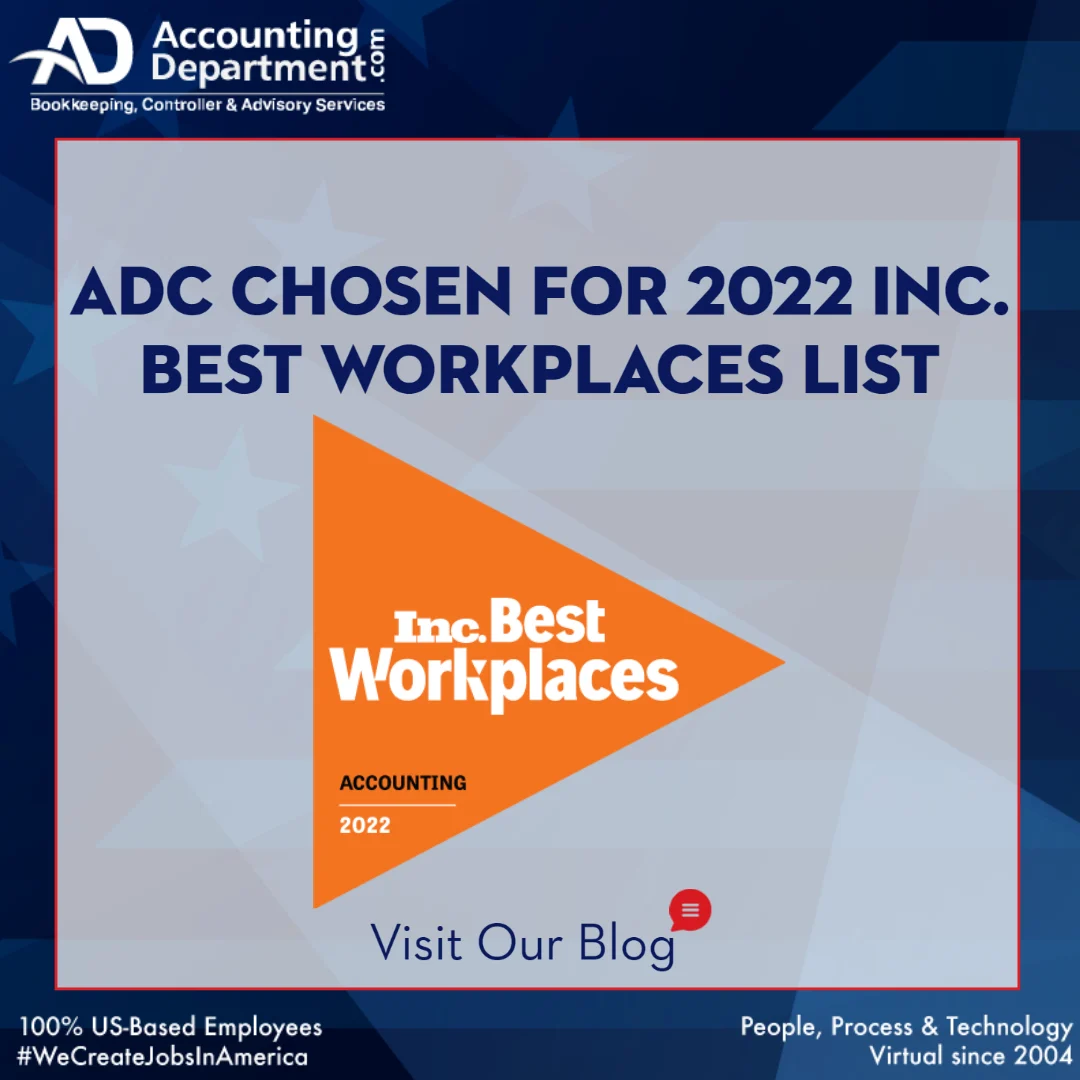 AD
Accounting
Department.com
Bookkeeping, Controller & Advisory Services
ADC CHOSEN FOR 2022 INC.
BEST WORKPLACES LIST
Inc. Best
Workplaces
ACCOUNTING
2022
Visit Our Blog
100% US-Based Employees
#WeCreateJobsInAmerica
People, Process & Technology
Virtual since 2004